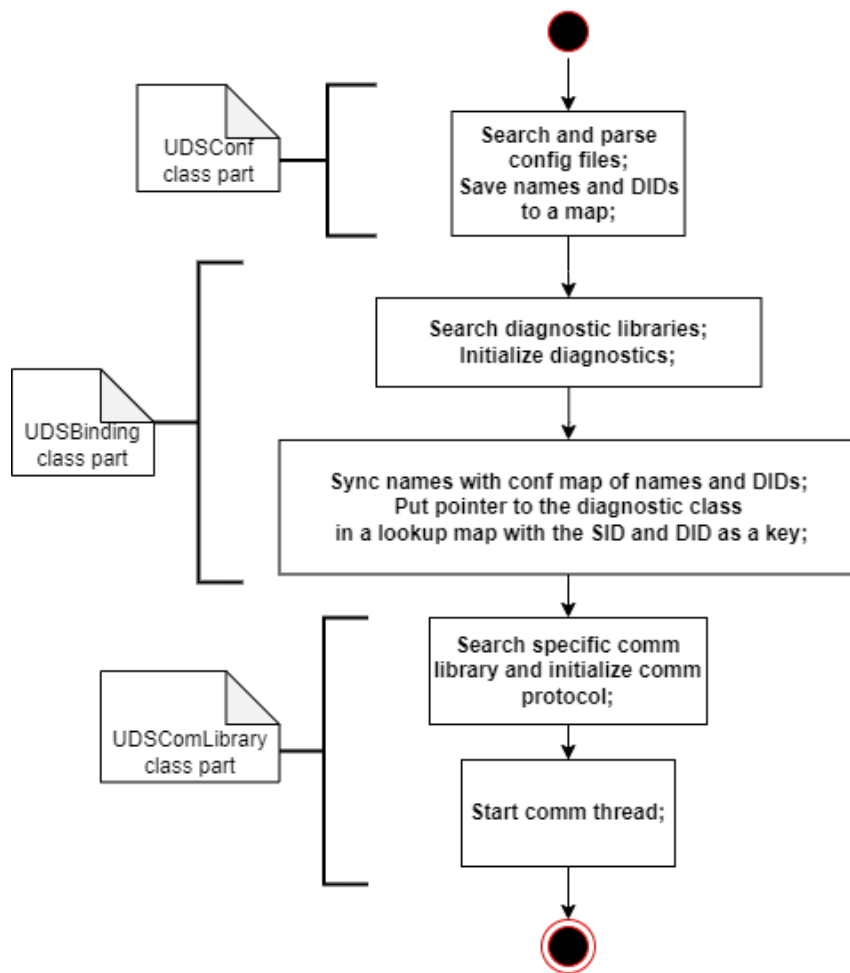 UDSConf
class part
Search and parse
config files;
Save names and DIDs
to a map;
Search diagnostic libraries;
Initialize diagnostics;
UDSBinding
class part
Sync names with conf map of names and DIDs;
Put pointer to the diagnostic class
in a lookup map with the SID and DID as a key;
Search specific comm
library and initialize comm
protocol;
UDSComLibrary
class part
Start comm thread;